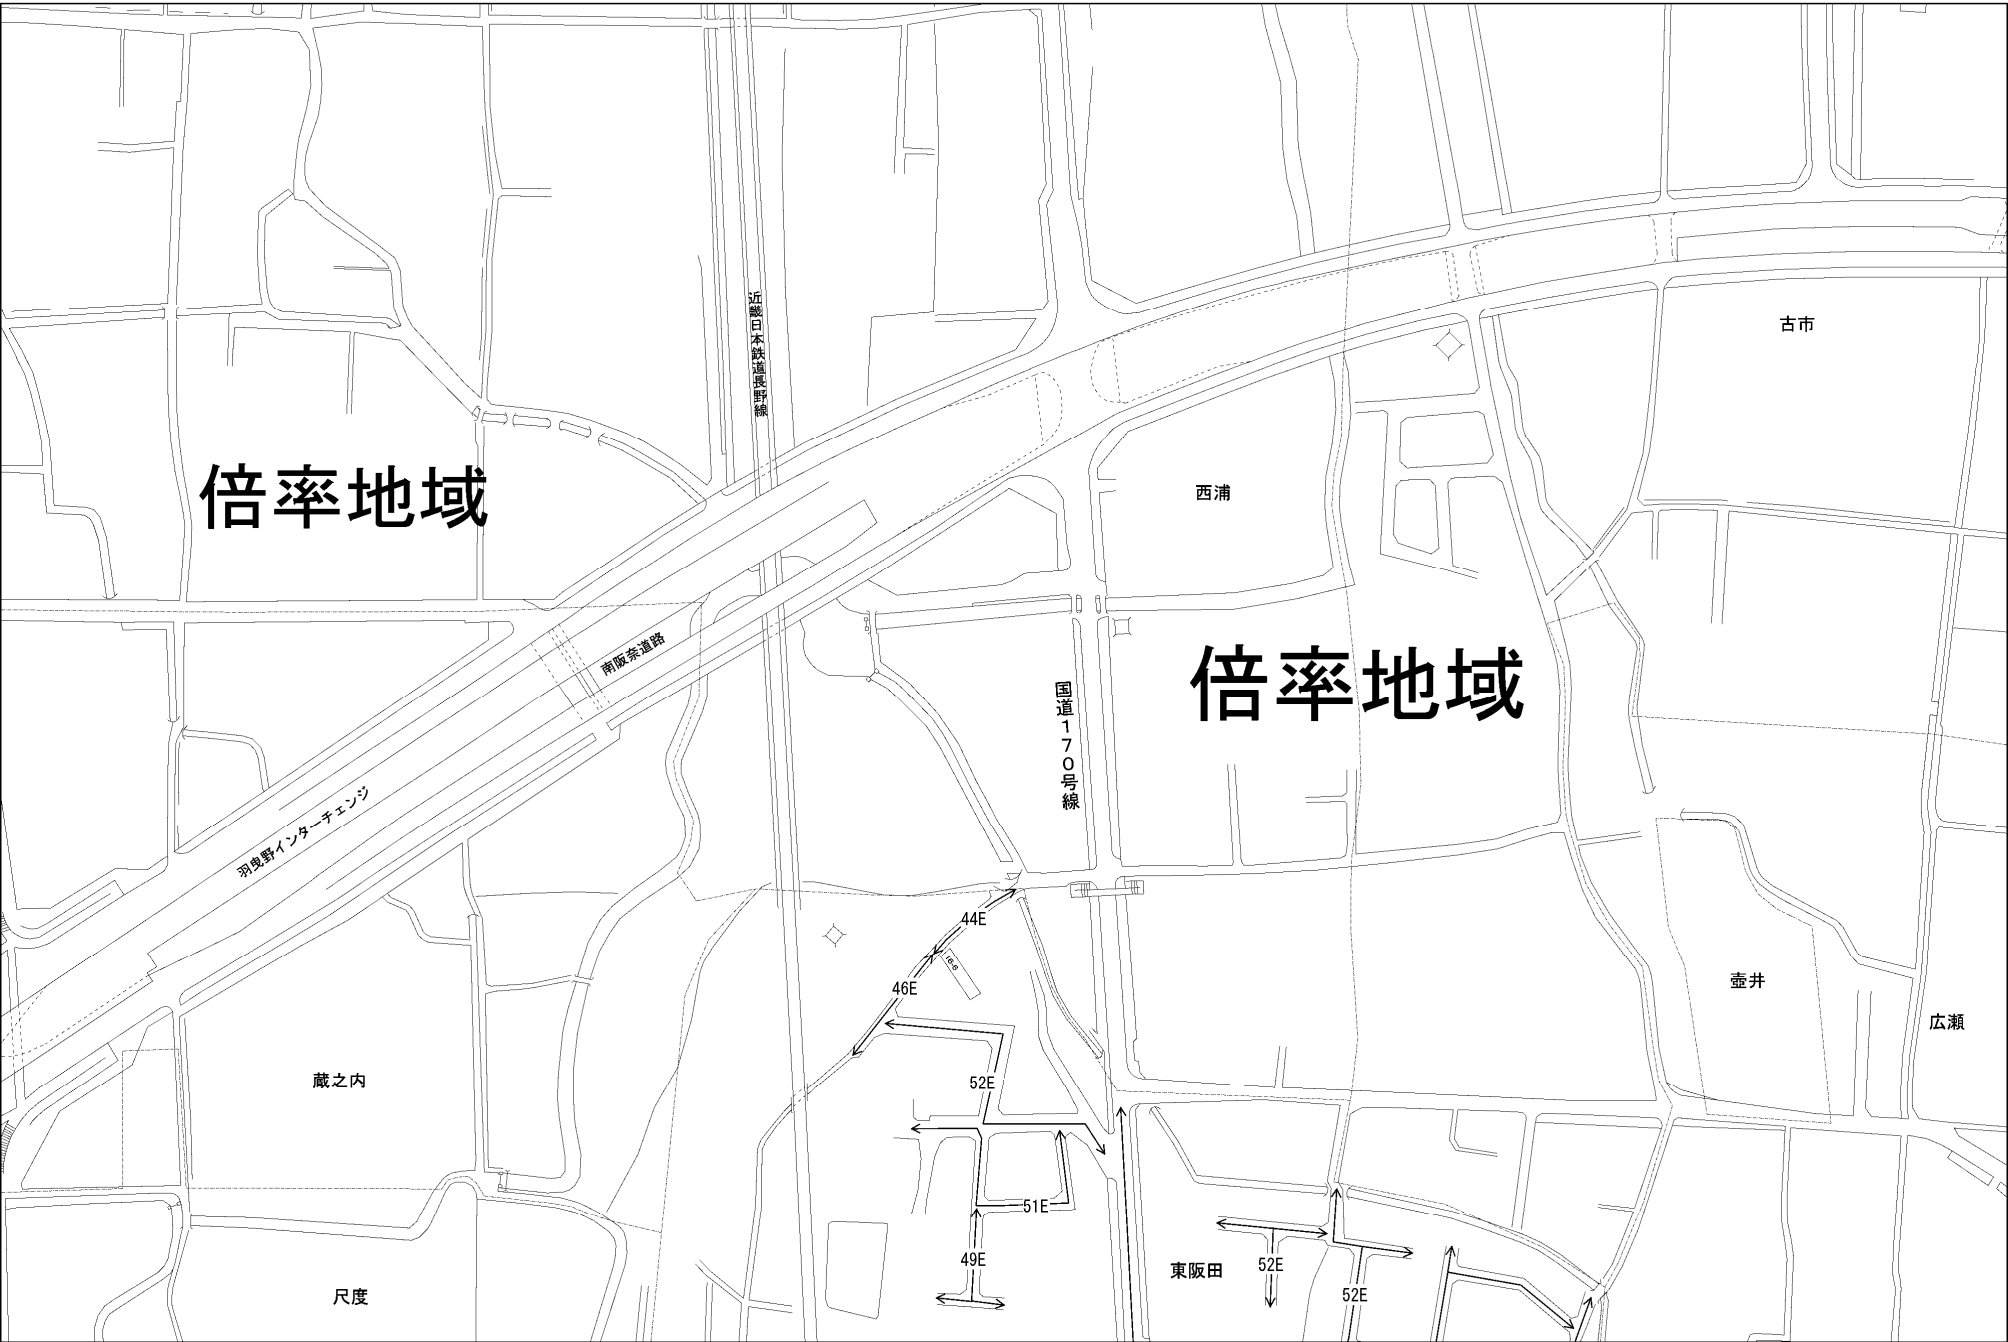 近畿日本鉄道長野線
古市
倍率地域
西浦
南阪奈道路
倍率地域
国道170号線
羽曳野インターチェンジ
44E
16-6
46E
壺井
広瀬
蔵之内
52E
51E
49E
東阪田
52E
52E
尺度